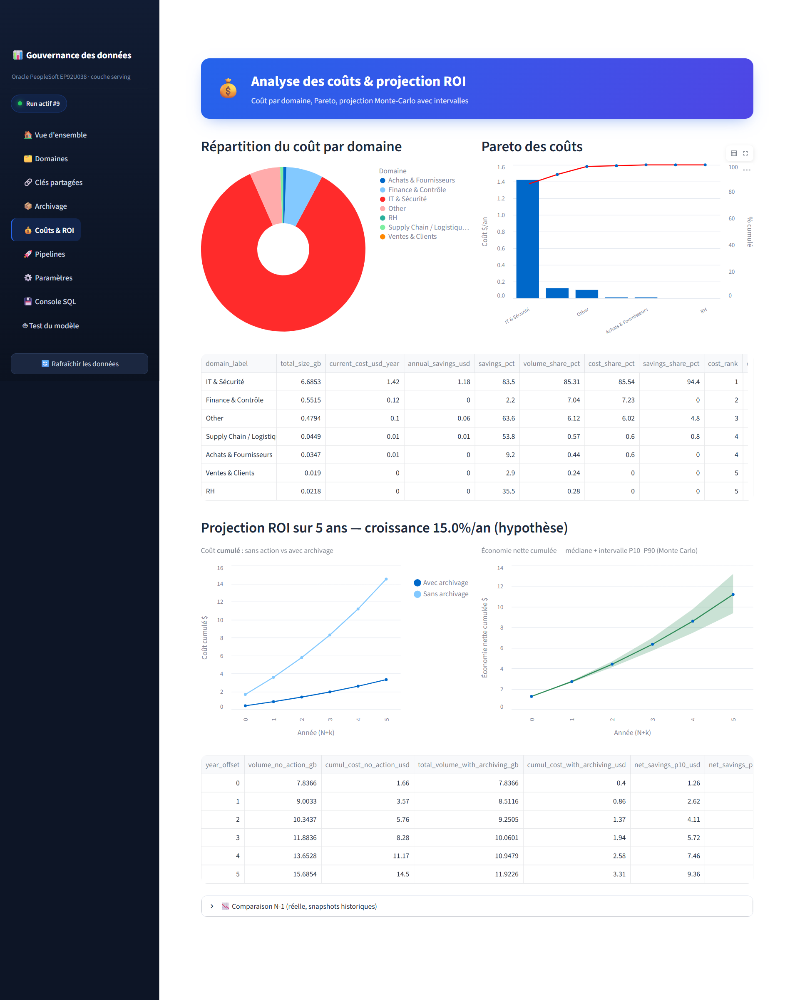 Gouvernance des données
Oracle PeopleSoft EP92U038 · couche serving
Run actif #9
Vue d'ensemble
Domaines
Clés partagées
Archivage
Coûts & ROI
Pipelines
Paramètres
Console SQL
Test du modèle
Rafraîchir les données
Analyse des coûts & projection ROI
Coût par domaine, Pareto, projection Monte-Carlo avec intervalles
Répartition du coût par domaine
Domaine
Achats & Fournisseurs
Finance & Contrôle
IT & Sécurité
Other
RH
Supply Chain / Logistiqu…
Ventes & Clients
Pareto des coûts
Coût $/an
1.6
1.4
1.2
1.0
0.8
0.6
0.4
0.2
0.0
100
80
60
40
20
0
% cumulé
IT & Sécurité
Other
Achats & Fournisseurs
RH
domain_label total_size_gb current_cost_usd_year annual_savings_usd savings_pct volume_share_pct cost_share_pct savings_share_pct cost_rank
IT & Sécurité 6.6853 1.42 1.18 83.5 85.31 85.54 94.4 1
Finance & Contrôle 0.5515 0.12 0 2.2 7.04 7.23 0 2
Other 0.4794 0.1 0.06 63.6 6.12 6.02 4.8 3
Supply Chain / Logistiq 0.0449 0.01 0.01 53.8 0.57 0.6 0.8 4
Achats & Fournisseurs 0.0347 0.01 0 9.2 0.44 0.6 0 4
Ventes & Clients 0.019 0 0 2.9 0.24 0 0 5
RH 0.0218 0 0 35.5 0.28 0 0 5
Projection ROI sur 5 ans — croissance 15.0%/an (hypothèse)
Coût cumulé : sans action vs avec archivage
Coût cumulé $
16
14
12
10
8
6
4
2
0
0 1 2 3 4 5
Année (N+k)
Avec archivage
Sans archivage
Économie nette cumulée — médiane + intervalle P10–P90 (Monte Carlo)
Économie nette cumulée $
14
12
10
8
6
4
2
0
0 1 2 3 4 5
Année (N+k)
year_offset volume_no_action_gb cumul_cost_no_action_usd total_volume_with_archiving_gb cumul_cost_with_archiving_usd net_savings_p10_usd net_savings_p
0 7.8366 1.66 7.8366 0.4 1.26
1 9.0033 3.57 8.5116 0.86 2.62
2 10.3437 5.76 9.2505 1.37 4.11
3 11.8836 8.28 10.0601 1.94 5.72
4 13.6528 11.17 10.9479 2.58 7.46
5 15.6854 14.5 11.9226 3.31 9.36
Comparaison N-1 (réelle, snapshots historiques)